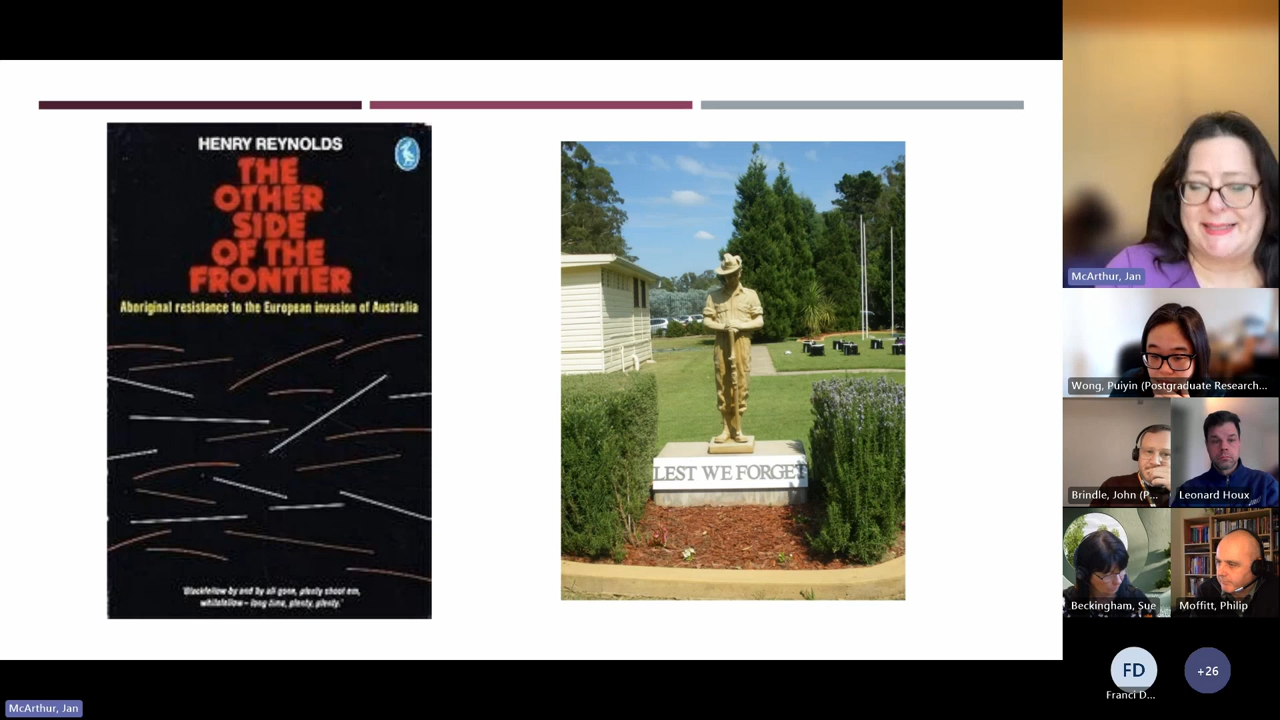 HENRY REYNOLDS
THE
OTHER
SIDE
OF THE
FRONTIER
Aboriginal resistance to the European invasion of Australia
'Blackfellow by and by all gone, plenty shoot em,
whitefellow – long time, plenty, plenty.'
LEST WE FORGET
McArthur, Jan
Wong, Puiyin (Postgraduate Research...
Brindle, John (P...
Leonard Houx
Beckingham, Sue
Moffitt, Philip
FD
Franci D...
+26
McArthur, Jan